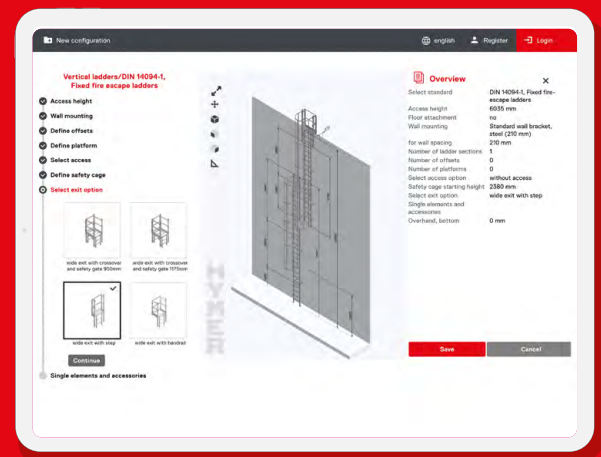 New configuration
english
Register
Login
Vertical ladders/DIN 14094-1,
Fixed fire escape ladders
Access height
Wall mounting
Define offsets
Define platform
Select access
Define safety cage
Select exit option
wide exit with crossover
and safety gate 950mm
wide exit with crossover
and safety gate 1575mm
wide exit with step
wide exit with handrail
Continue
Single elements and accessories
HYMER
Overview
Select standard DIN 14094-1, Fixed fire-
escape ladders
Access height 6935 mm
Floor attachment no
Wall mounting Standard wall bracket,
steel (210 mm)
for wall spacing 210 mm
Number of ladder sections 1
Number of offsets 0
Number of platforms 0
Select access option without access
Safety cage starting height 2380 mm
Select exit option wide exit with step
Single elements and
accessories
Overhand, bottom 0 mm
Save
Cancel